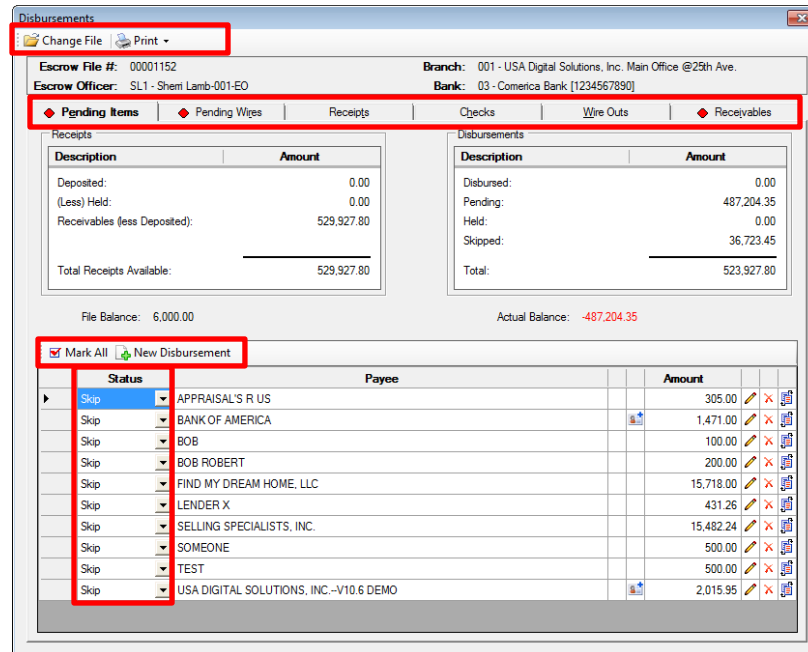 Disbursements
Change File Print
Escrow File #: 00001152 Branch: 001 - USA Digital Solutions, Inc. Main Office @25th Ave.
Escrow Officer: SL1 - Sherri Lamb-001-EO Bank: 03 - Comerica Bank [1234567890]
Pending Items Pending Wires Receipts Checks Wire Outs Receivables
Receipts Disbursements
Description Amount Description Amount
Deposited: 0.00 Disbursed: 0.00
(Less) Held: 0.00 Pending: 487,204.35
Receivables (less Deposited): 529,927.80 Held: 0.00
Skipped: 36,723.45
Total Receipts Available: 529,927.80 Total: 523,927.80
File Balance: 6,000.00 Actual Balance: -487,204.35
Mark All New Disbursement
Status Payee Amount
Skip APPRAISAL'S R US 305.00
Skip BANK OF AMERICA 1,471.00
Skip BOB 100.00
Skip BOB ROBERT 200.00
Skip FIND MY DREAM HOME, LLC 15,718.00
Skip LENDER X 431.26
Skip SELLING SPECIALISTS, INC. 15,482.24
Skip SOMEONE 500.00
Skip TEST 500.00
Skip USA DIGITAL SOLUTIONS, INC.--V10.6 DEMO 2,015.95